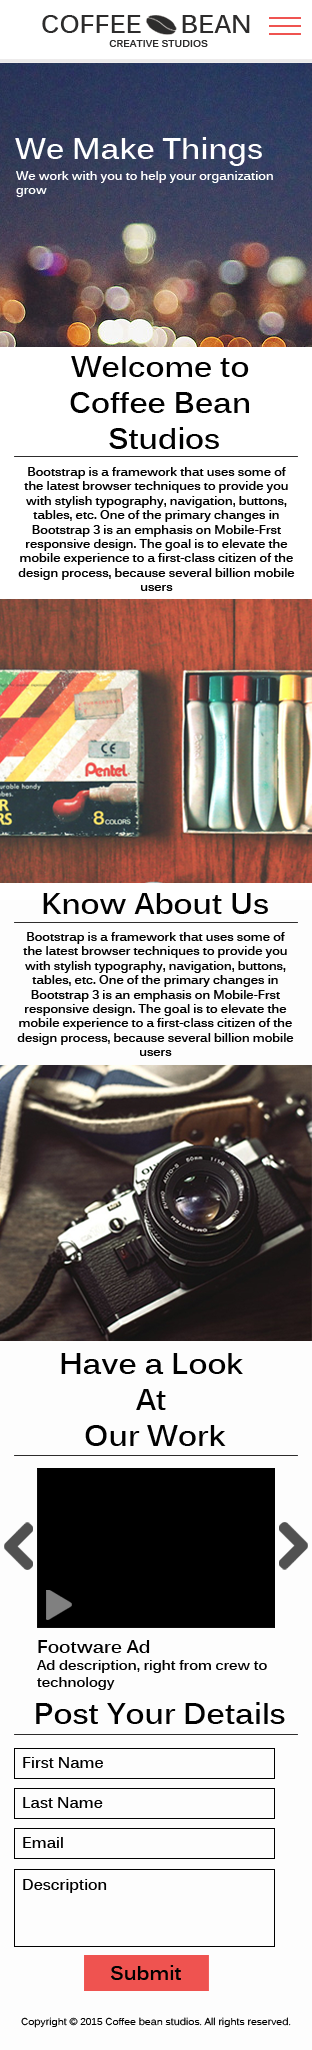 COFFEE BEAN
CREATIVE STUDIOS
We Make Things
We work with you to help your organization
grow
Welcome to
Coffee Bean
Studios
Bootstrap is a framework that uses some of
the latest browser techniques to provide you
with stylish typography, navigation, buttons,
tables, etc. One of the primary changes in
Bootstrap 3 is an emphasis on Mobile-Frst
responsive design. The goal is to elevate the
mobile experience to a first-class citizen of the
design process, because several billion mobile
users
CE
Pentel
8 COLORS
Know About Us
Bootstrap is a framework that uses some of
the latest browser techniques to provide you
with stylish typography, navigation, buttons,
tables, etc. One of the primary changes in
Bootstrap 3 is an emphasis on Mobile-Frst
responsive design. The goal is to elevate the
mobile experience to a first-class citizen of the
design process, because several billion mobile
users
OLYMPUS
Have a Look
At
Our Work
Footware Ad
Ad description, right from crew to
technology
Post Your Details
First Name
Last Name
Email
Description
Submit
Copyright © 2015 Coffee bean studios. All rights reserved.